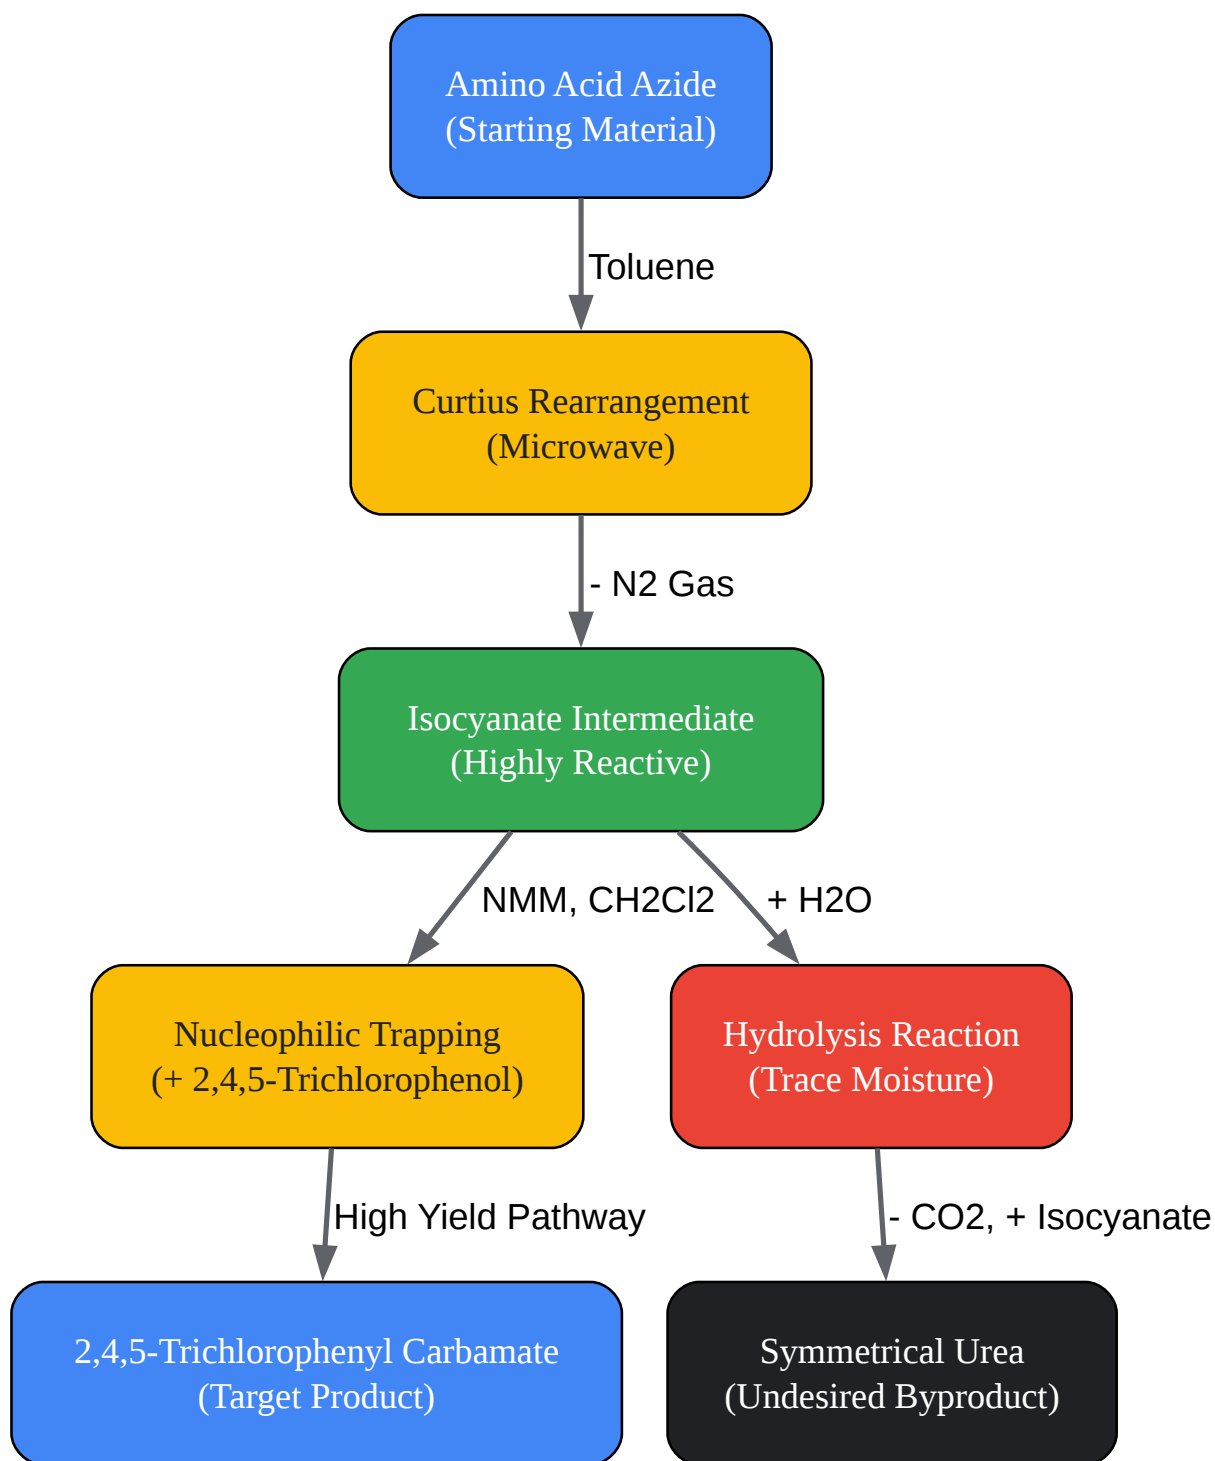 Amino Acid Azide
(Starting Material)
Toluene
Curtius Rearrangement
(Microwave)
- N2 Gas
Isocyanate Intermediate
(Highly Reactive)
NMM, CH2Cl2
+ H2O
Nucleophilic Trapping
(+ 2,4,5-Trichlorophenol)
Hydrolysis Reaction
(Trace Moisture)
High Yield Pathway
- CO2, + Isocyanate
2,4,5-Trichlorophenyl Carbamate
(Target Product)
Symmetrical Urea
(Undesired Byproduct)